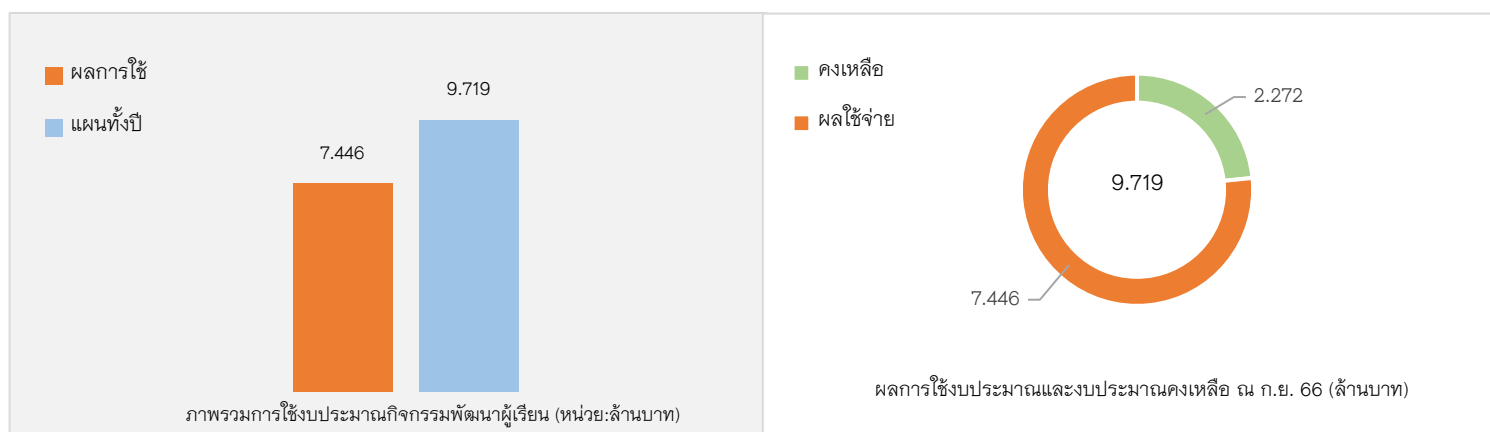 ผลการใช้
แผนทั้งปี
7.446
9.719
ภาพรวมการใช้งบประมาณกิจกรรมพัฒนาผู้เรียน (หน่วย:ล้านบาท)
คงเหลือ
ผลใช้จ่าย
2.272
9.719
7.446
ผลการใช้งบประมาณและงบประมาณคงเหลือ ณ ก.ย. 66 (ล้านบาท)